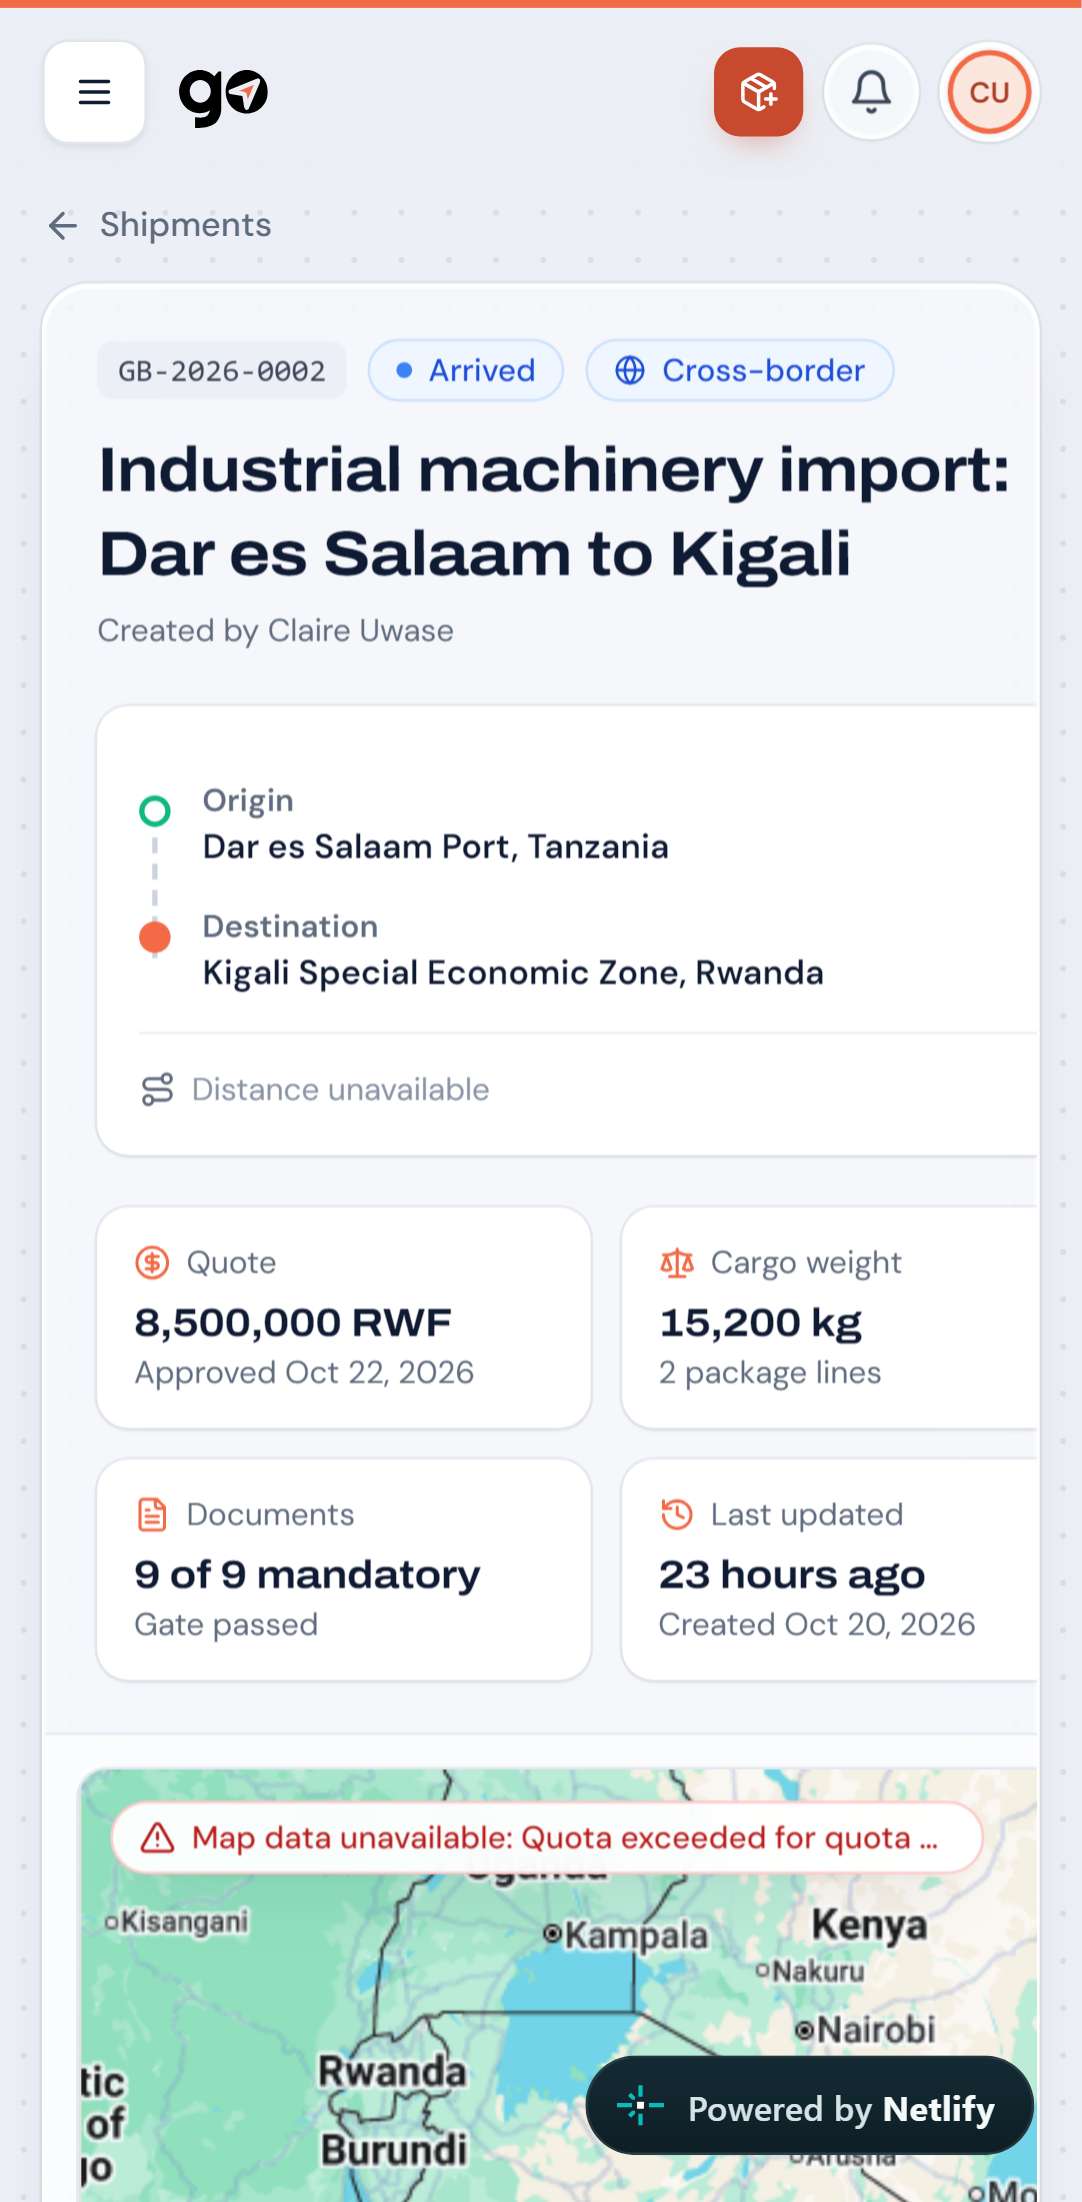 go
CU
Shipments
GB-2026-0002
Arrived
Cross-border
Industrial machinery import:
Dar es Salaam to Kigali
Created by Claire Uwase
Origin
Dar es Salaam Port, Tanzania
Destination
Kigali Special Economic Zone, Rwanda
Distance unavailable
Quote
8,500,000 RWF
Approved Oct 22, 2026
Cargo weight
15,200 kg
2 package lines
Documents
9 of 9 mandatory
Gate passed
Last updated
23 hours ago
Created Oct 20, 2026
Map data unavailable: Quota exceeded for quota ...
Kisangani
Kampala
Kenya
Nakuru
Nairobi
Rwanda
tic
of
Powered by Netlify
Burundi